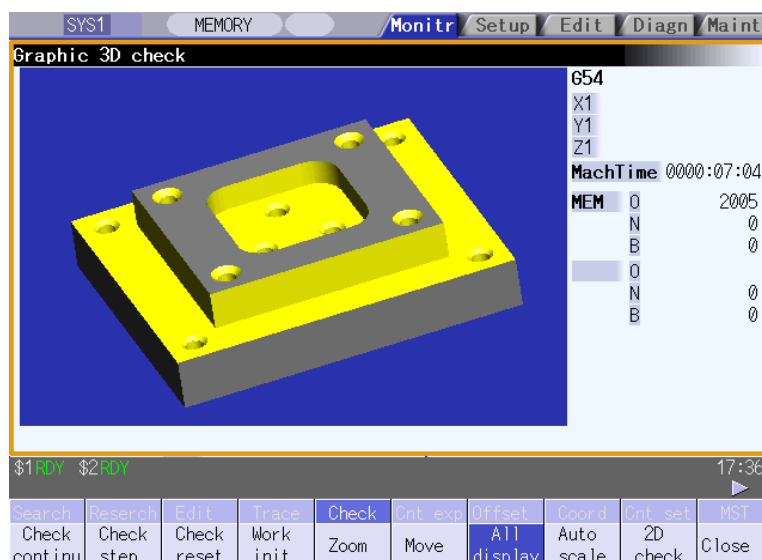 SYS1 MEMORY Monitr Setup Edit Diagn Maint
Graphic 3D check
G54
X1
Y1
Z1
MachTime 0000:07:04
MEM O 2005
N 0
B 0
O
N 0
B 0
$1RDY $2RDY 17:36
Search Reserch Edit Trace Check Cnt exp Offset Coord Cnt set MST
Check Check Check Work Zoom Move All Auto 2D Close
continu step reset init display scale check